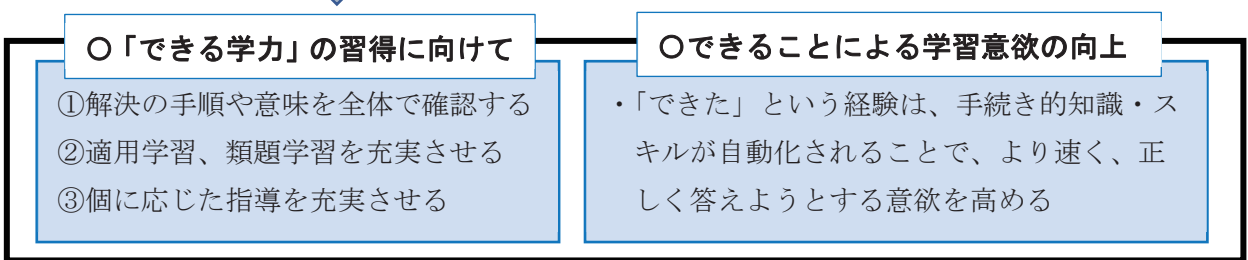 〇「できる学力」の習得に向けて
①解決の手順や意味を全体で確認する
②適用学習、類題学習を充実させる
③個に応じた指導を充実させる
〇できることによる学習意欲の向上
・「できた」という経験は、手続き的知識・ス
キルが自動化されることで、より速く、正
しく答えようとする意欲を高める